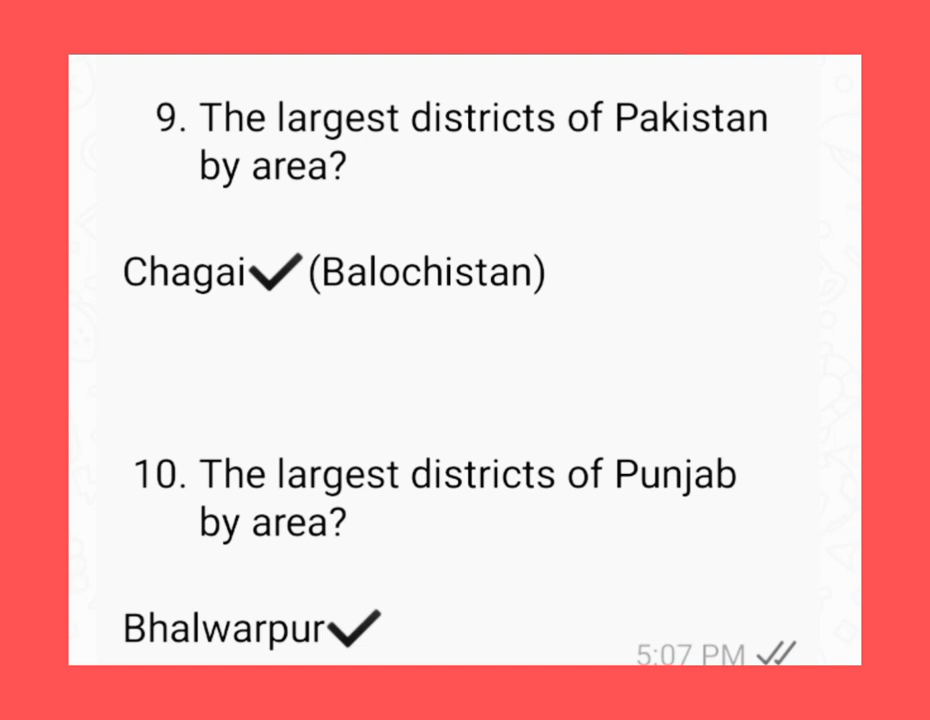 9. The largest districts of Pakistan
by area?
Chagai✔(Balochistan)
10. The largest districts of Punjab
by area?
Bhalwarpur✔
5:07 PM